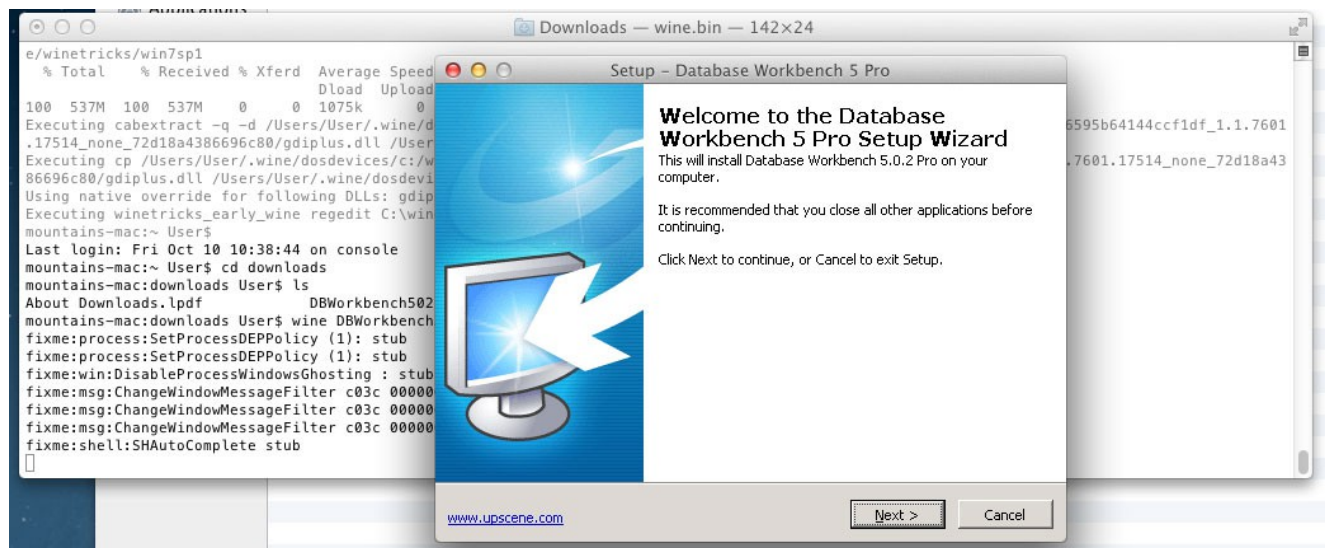 Applications
Downloads — wine.bin — 142×24
e/winetricks/win7sp1
% Total % Received % Xferd Average Speed
Dload Upload
100 537M 100 537M 0 0 1075k 0
Executing cabextract -q -d /Users/User/.wine/d
6595b64144ccf1df_1.1.7601
.17514_none_72d18a4386696c80/gdiplus.dll /User
Executing cp /Users/User/.wine/dosdevices/c:/w
.7601.17514_none_72d18a43
86696c80/gdiplus.dll /Users/User/.wine/dosdevi
Using native override for following DLLs: gdip
Executing winetricks_early_wine regedit C:\win
mountains-mac:~ User$
Last login: Fri Oct 10 10:38:44 on console
mountains-mac:~ User$ cd downloads
mountains-mac:downloads User$ ls
About Downloads.lpdf DBWorkbench502
mountains-mac:downloads User$ wine DBWorkbench
fixme:process:SetProcessDEPPolicy (1): stub
fixme:process:SetProcessDEPPolicy (1): stub
fixme:win:DisableProcessWindowsGhosting : stub
fixme:msg:ChangeWindowMessageFilter c03c 00000
fixme:msg:ChangeWindowMessageFilter c03c 00000
fixme:msg:ChangeWindowMessageFilter c03c 00000
fixme:shell:SHAutoComplete stub
Setup – Database Workbench 5 Pro
Welcome to the Database
Workbench 5 Pro Setup Wizard
This will install Database Workbench 5.0.2 Pro on your
computer.
It is recommended that you close all other applications before
continuing.
Click Next to continue, or Cancel to exit Setup.
www.upscene.com
Next >
Cancel